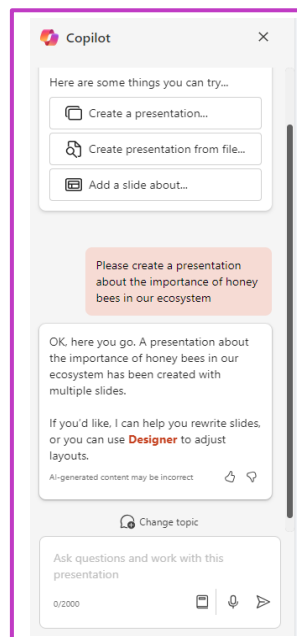 Copilot
Here are some things you can try...
Create a presentation...
Create presentation from file...
Add a slide about...
Please create a presentation
about the importance of honey
bees in our ecosystem
OK, here you go. A presentation about
the importance of honey bees in our
ecosystem has been created with
multiple slides.
If you'd like, I can help you rewrite slides,
or you can use Designer to adjust
layouts.
AI-generated content may be incorrect
Change topic
Ask questions and work with this
presentation
0/2000